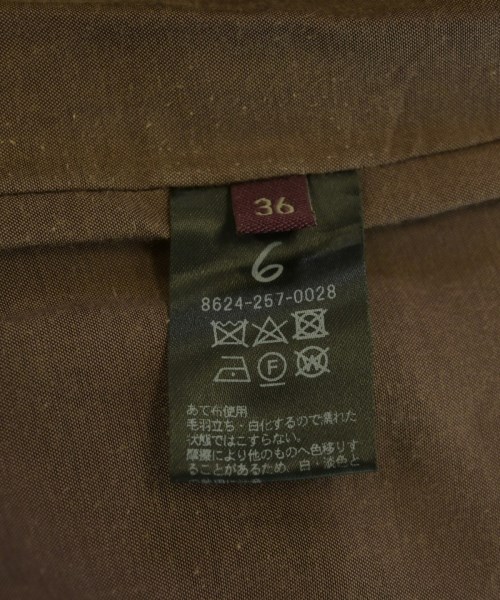 36
6
8624-257-0028
F
W
あて布使用
毛羽立ち・白化するので濡れた
状態ではこすらない。
摩擦により他のものへ色移りす
ることがあるため、白・淡色と